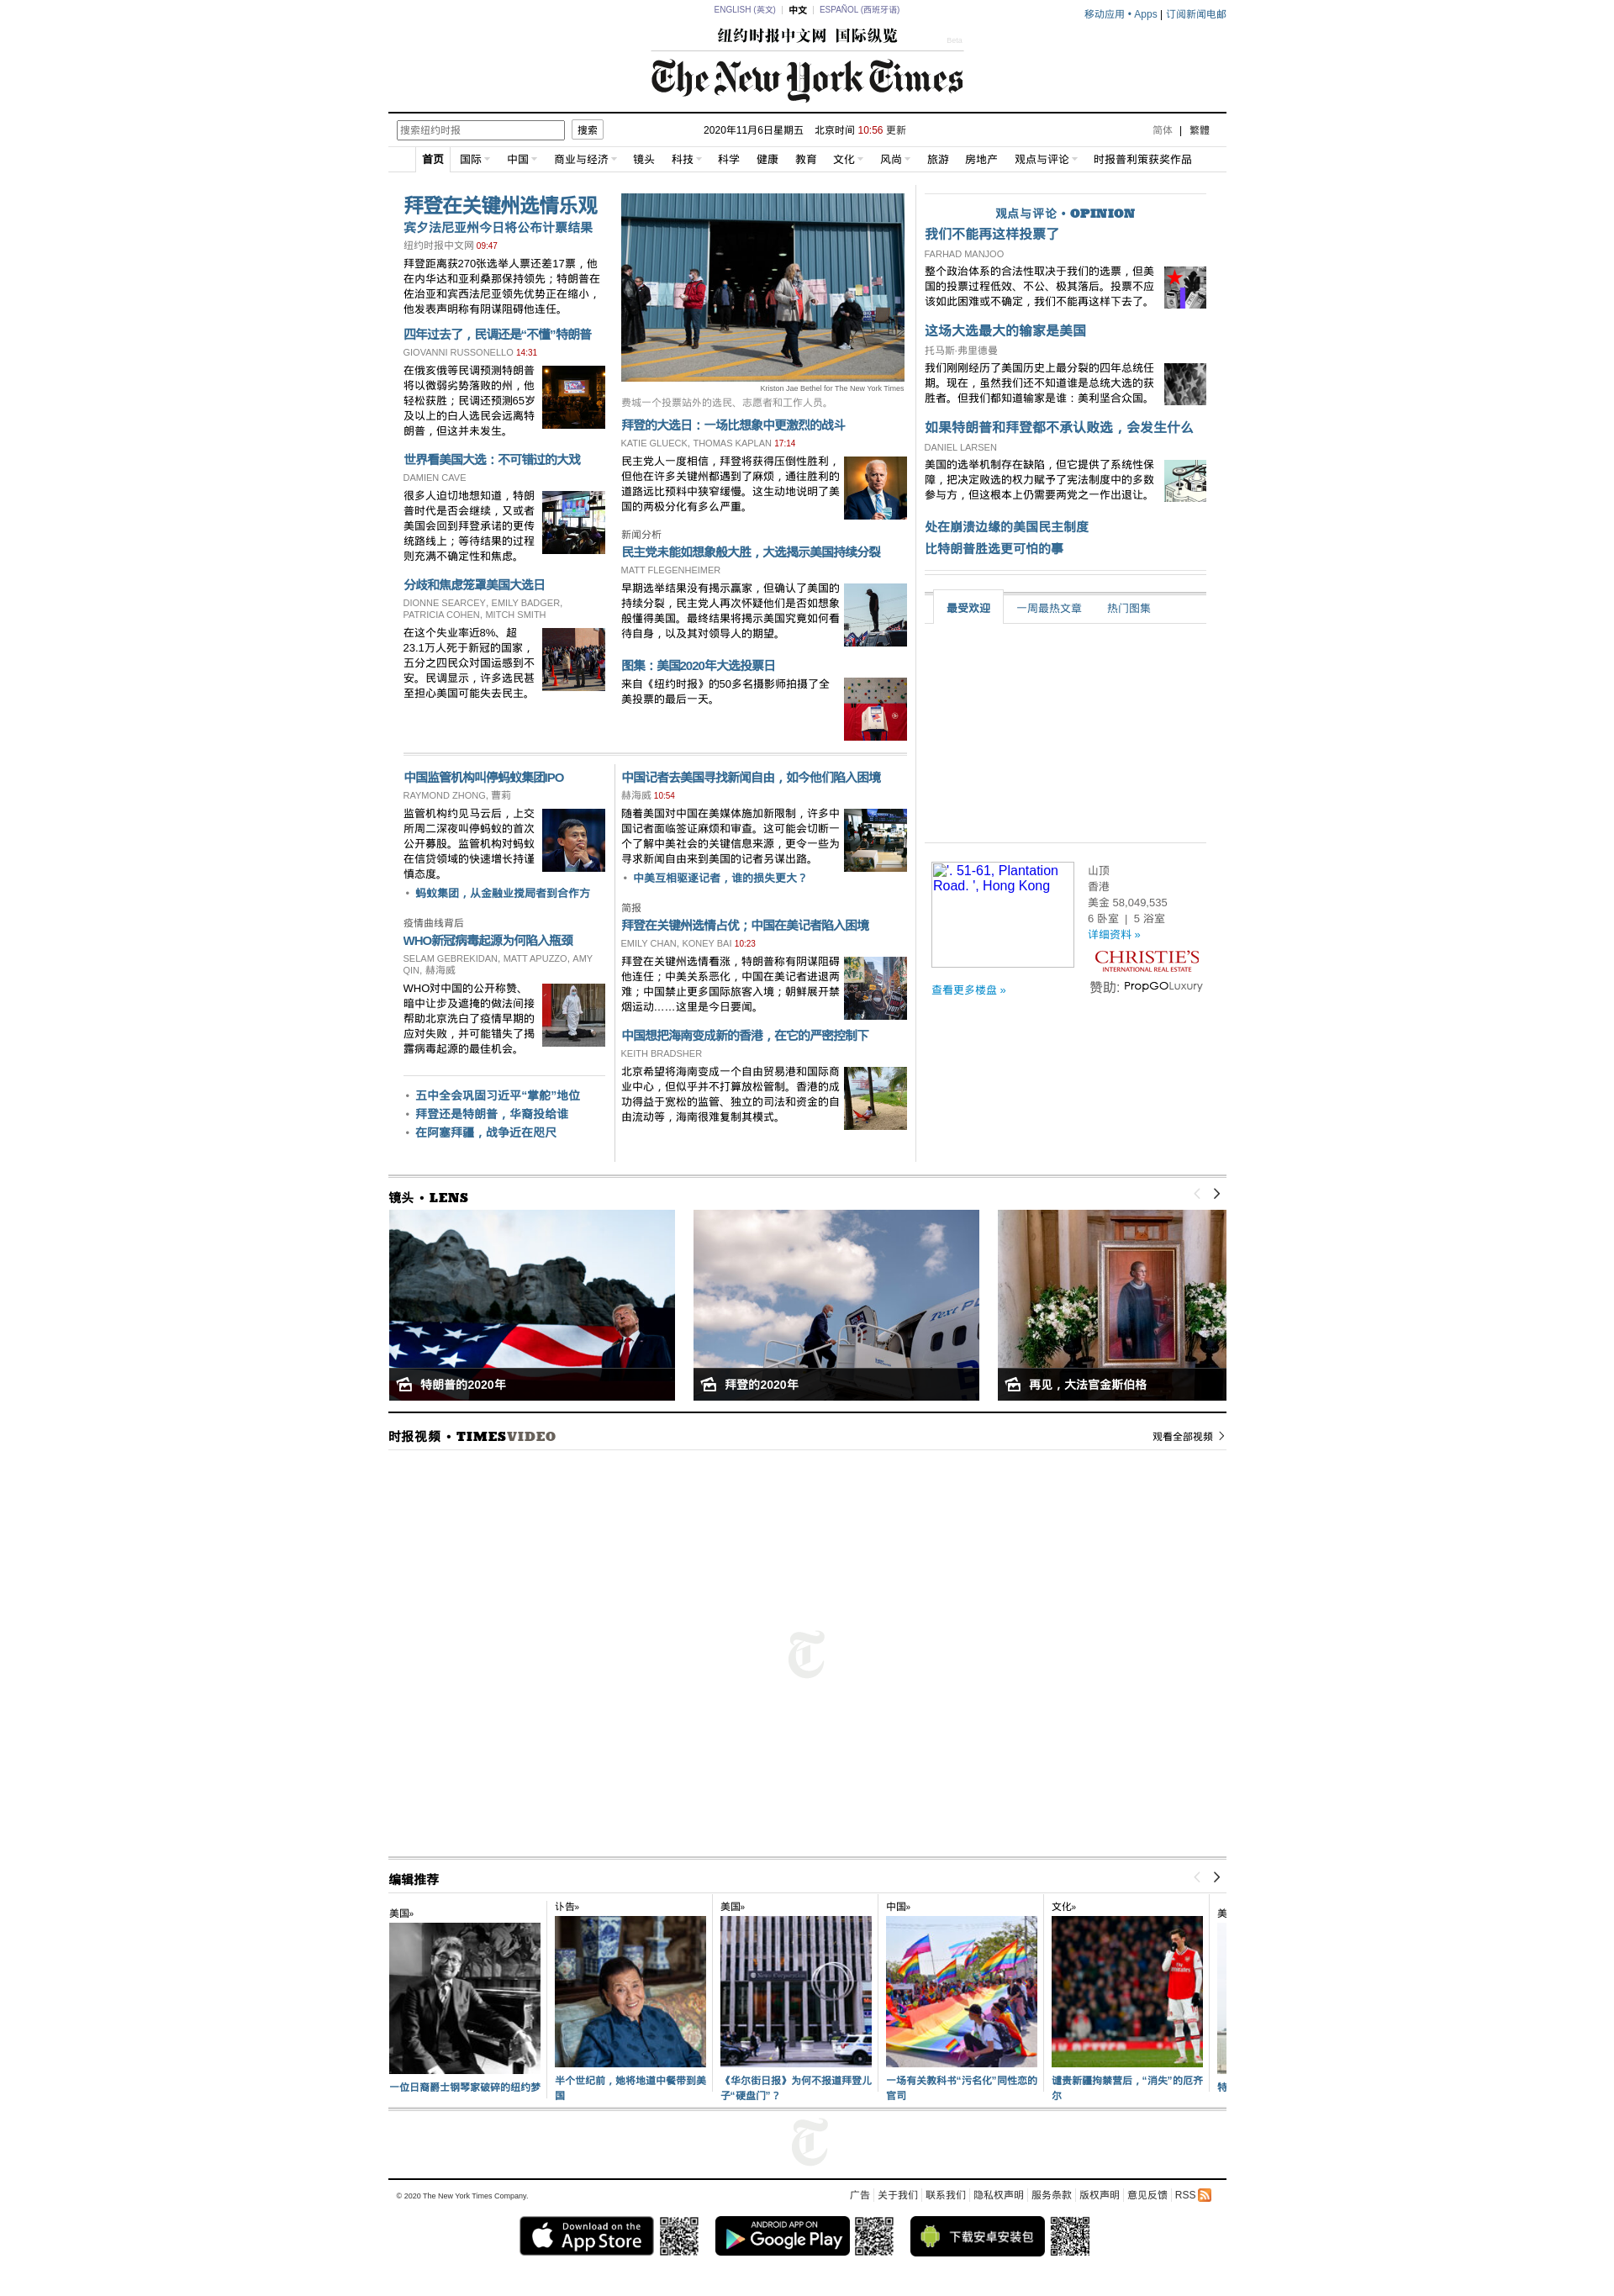 ENGLISH (英文) | 中文 | ESPAÑOL (西班牙语)
移动应用 • Apps | 订阅新闻电邮
纽约时报中文网 国际纵览
Beta
The New York Times
搜索纽约时报
搜索
2020年11月6日星期五 北京时间 10:56 更新
简体 | 繁體
首页 国际 中国 商业与经济 镜头 科技 科学 健康 教育 文化 风尚 旅游 房地产 观点与评论 时报普利策获奖作品
拜登在关键州选情乐观
宾夕法尼亚州今日将公布计票结果
纽约时报中文网 09:47
拜登距离获270张选举人票还差17票，他
在内华达和亚利桑那保持领先；特朗普在
佐治亚和宾西法尼亚领先优势正在缩小，
他发表声明称有阴谋阻碍他连任。
四年过去了，民调还是“不懂”特朗普
GIOVANNI RUSSONELLO 14:31
在俄亥俄等民调预测特朗普
将以微弱劣势落败的州，他
轻松获胜；民调还预测65岁
及以上的白人选民会远离特
朗普，但这并未发生。
世界看美国大选：不可错过的大戏
DAMIEN CAVE
很多人迫切地想知道，特朗
普时代是否会继续，又或者
美国会回到拜登承诺的更传
统路线上；等待结果的过程
则充满不确定性和焦虑。
分歧和焦虑笼罩美国大选日
DIONNE SEARCEY, EMILY BADGER,
PATRICIA COHEN, MITCH SMITH
在这个失业率近8%、超
23.1万人死于新冠的国家，
五分之四民众对国运感到不
安。民调显示，许多选民甚
至担心美国可能失去民主。
Kriston Jae Bethel for The New York Times
费城一个投票站外的选民、志愿者和工作人员。
拜登的大选日：一场比想象中更激烈的战斗
KATIE GLUECK, THOMAS KAPLAN 17:14
民主党人一度相信，拜登将获得压倒性胜利，
但他在许多关键州都遇到了麻烦，通往胜利的
道路远比预料中狭窄缓慢。这生动地说明了美
国的两极分化有多么严重。
新闻分析
民主党未能如想象般大胜，大选揭示美国持续分裂
MATT FLEGENHEIMER
早期选举结果没有揭示赢家，但确认了美国的
持续分裂，民主党人再次怀疑他们是否如想象
般懂得美国。最终结果将揭示美国究竟如何看
待自身，以及其对领导人的期望。
图集：美国2020年大选投票日
来自《纽约时报》的50多名摄影师拍摄了全
美投票的最后一天。
观点与评论 • OPINION
我们不能再这样投票了
FARHAD MANJOO
整个政治体系的合法性取决于我们的选票，但美
国的投票过程低效、不公、极其落后。投票不应
该如此困难或不确定，我们不能再这样下去了。
这场大选最大的输家是美国
托马斯·弗里德曼
我们刚刚经历了美国历史上最分裂的四年总统任
期。现在，虽然我们还不知道谁是总统大选的获
胜者。但我们都知道输家是谁：美利坚合众国。
如果特朗普和拜登都不承认败选，会发生什么
DANIEL LARSEN
美国的选举机制存在缺陷，但它提供了系统性保
障，把决定败选的权力赋予了宪法制度中的多数
参与方，但这根本上仍需要两党之一作出退让。
处在崩溃边缘的美国民主制度
比特朗普胜选更可怕的事
最受欢迎 一周最热文章 热门图集
中国监管机构叫停蚂蚁集团IPO
RAYMOND ZHONG, 曹莉
监管机构约见马云后，上交
所周二深夜叫停蚂蚁的首次
公开募股。监管机构对蚂蚁
在信贷领域的快速增长持谨
慎态度。
• 蚂蚁集团，从金融业搅局者到合作方
疫情曲线背后
WHO新冠病毒起源为何陷入瓶颈
SELAM GEBREKIDAN, MATT APUZZO, AMY
QIN, 赫海威
WHO对中国的公开称赞、
暗中让步及遮掩的做法间接
帮助北京洗白了疫情早期的
应对失败，并可能错失了揭
露病毒起源的最佳机会。
• 五中全会巩固习近平“掌舵”地位
• 拜登还是特朗普，华裔投给谁
• 在阿塞拜疆，战争近在咫尺
中国记者去美国寻找新闻自由，如今他们陷入困境
赫海威 10:54
随着美国对中国在美媒体施加新限制，许多中
国记者面临签证麻烦和审查。这可能会切断一
个了解中美社会的关键信息来源，更令一些为
寻求新闻自由来到美国的记者另谋出路。
• 中美互相驱逐记者，谁的损失更大？
简报
拜登在关键州选情占优；中国在美记者陷入困境
EMILY CHAN, KONEY BAI 10:23
拜登在关键州选情看涨，特朗普称有阴谋阻碍
他连任；中美关系恶化，中国在美记者进退两
难；中国禁止更多国际旅客入境；朝鲜展开禁
烟运动……这里是今日要闻。
中国想把海南变成新的香港，在它的严密控制下
KEITH BRADSHER
北京希望将海南变成一个自由贸易港和国际商
业中心，但似乎并不打算放松管制。香港的成
功得益于宽松的监管、独立的司法和资金的自
由流动等，海南很难复制其模式。
'. 51-61, Plantation
Road. ', Hong Kong
山顶
香港
美金 58,049,535
6 卧室 | 5 浴室
详细资料 »
CHRISTIE'S
INTERNATIONAL REAL ESTATE
查看更多楼盘 »
赞助: PropGOLuxury
镜头 • LENS
特朗普的2020年
拜登的2020年
再见，大法官金斯伯格
时报视频 • TIMESVIDEO
观看全部视频
编辑推荐
美国»
一位日裔爵士钢琴家破碎的纽约梦
讣告»
半个世纪前，她将地道中餐带到美
国
美国»
《华尔街日报》为何不报道拜登儿
子“硬盘门”？
中国»
一场有关教科书“污名化”同性恋的
官司
文化»
谴责新疆拘禁营后，“消失”的厄齐
尔
美
特
© 2020 The New York Times Company.
广告 关于我们 联系我们 隐私权声明 服务条款 版权声明 意见反馈 RSS
Download on the
App Store
ANDROID APP ON
Google Play
下载安卓安装包